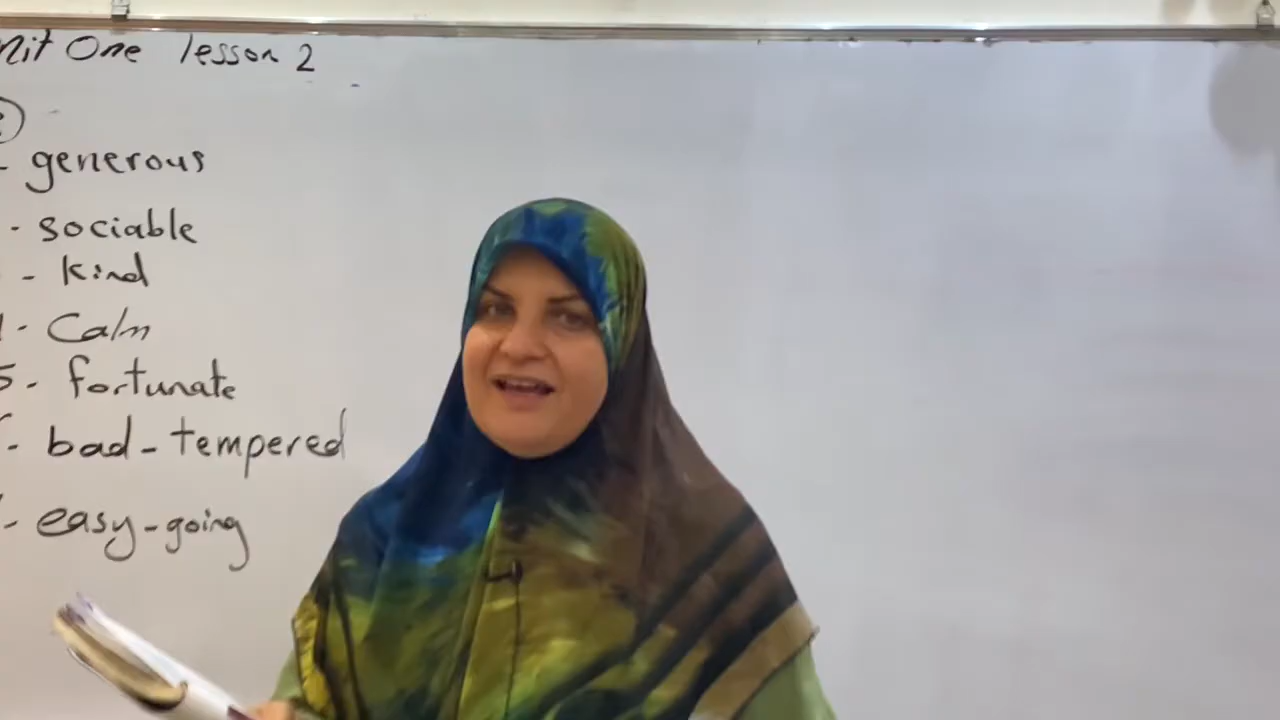 nit One lesson 2
- generous
- sociable
- kind
- Calm
5- fortunate
- bad-tempered
- easy-going